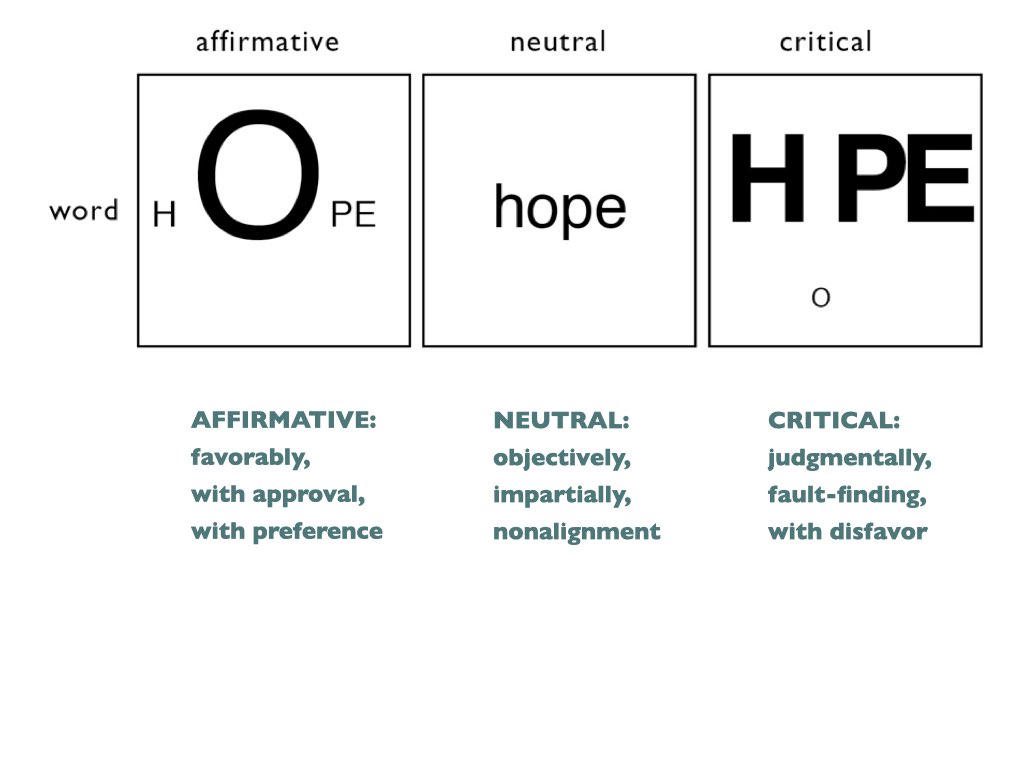 affirmative neutral critical
word H O PE hope H PE
O
AFFIRMATIVE: NEUTRAL: CRITICAL:
favorably, objectively, judgmentally,
with approval, impartially, fault-finding,
with preference nonalignment with disfavor